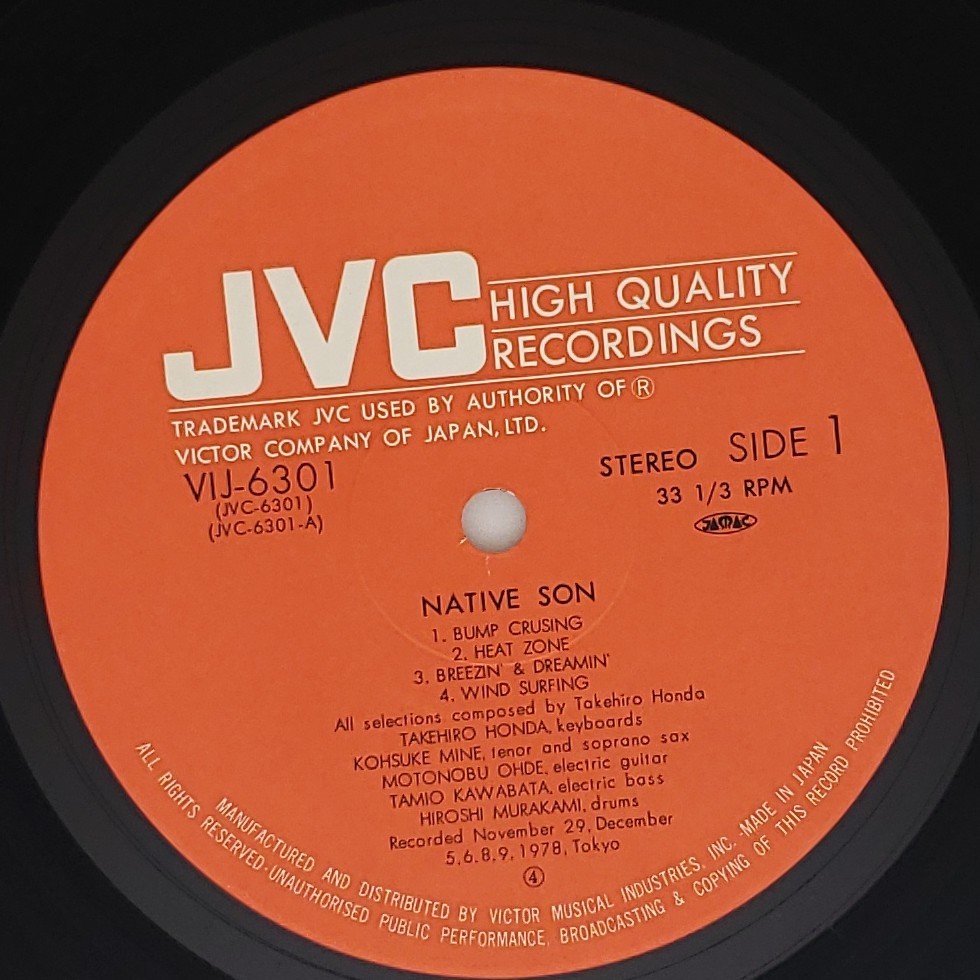 JVC
HIGH QUALITY
RECORDINGS
TRADEMARK JVC USED BY AUTHORITY OF ®
VICTOR COMPANY OF JAPAN, LTD.
VIJ-6301
(JVC-6301)
(JVC-6301-A)
STEREO SIDE 1
33 1/3 RPM
JASRAC
NATIVE SON
1. BUMP CRUSING
2. HEAT ZONE
3. BREEZIN' & DREAMIN'
4. WIND SURFING
All selections composed by Takehiro Honda
TAKEHIRO HONDA, keyboards
KOHSUKE MINE, tenor and soprano sax
MOTONOBU OHDE, electric guitar
TAMIO KAWABATA, electric bass
HIROSHI MURAKAMI, drums
Recorded November 29, December
5,6,8,9,1978, Tokyo
④
MANUFACTURED AND DISTRIBUTED BY VICTOR MUSICAL INDUSTRIES, INC. · MADE IN JAPAN
ALL RIGHTS RESERVED · UNAUTHORISED PUBLIC PERFORMANCE, BROADCASTING & COPYING OF THIS RECORD PROHIBITED